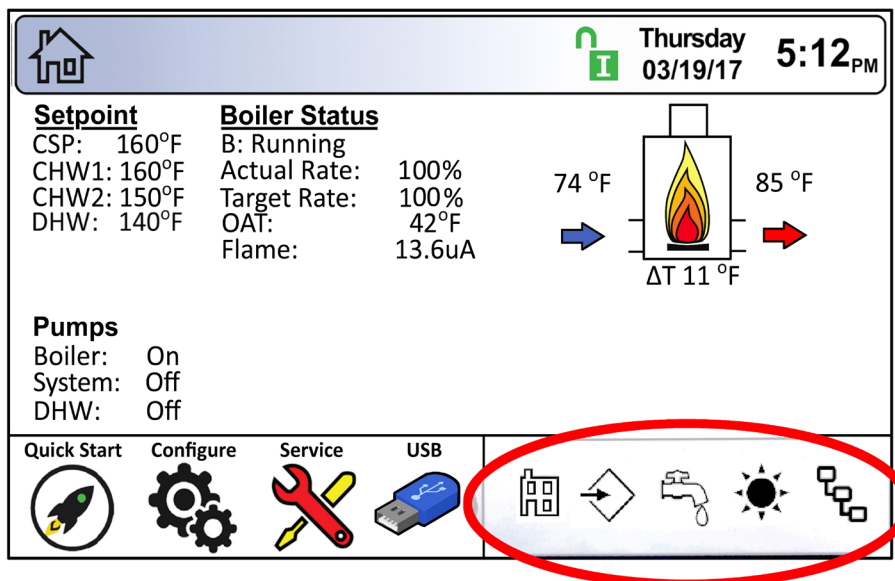 Thursday
03/19/17
5:12 PM
I
Setpoint
CSP: 160°F
CHW1: 160°F
CHW2: 150°F
DHW: 140°F
Boiler Status
B: Running
Actual Rate: 100%
Target Rate: 100%
OAT: 42°F
Flame: 13.6uA
74 °F
85 °F
ΔT 11 °F
Pumps
Boiler: On
System: Off
DHW: Off
Quick Start
Configure
Service
USB